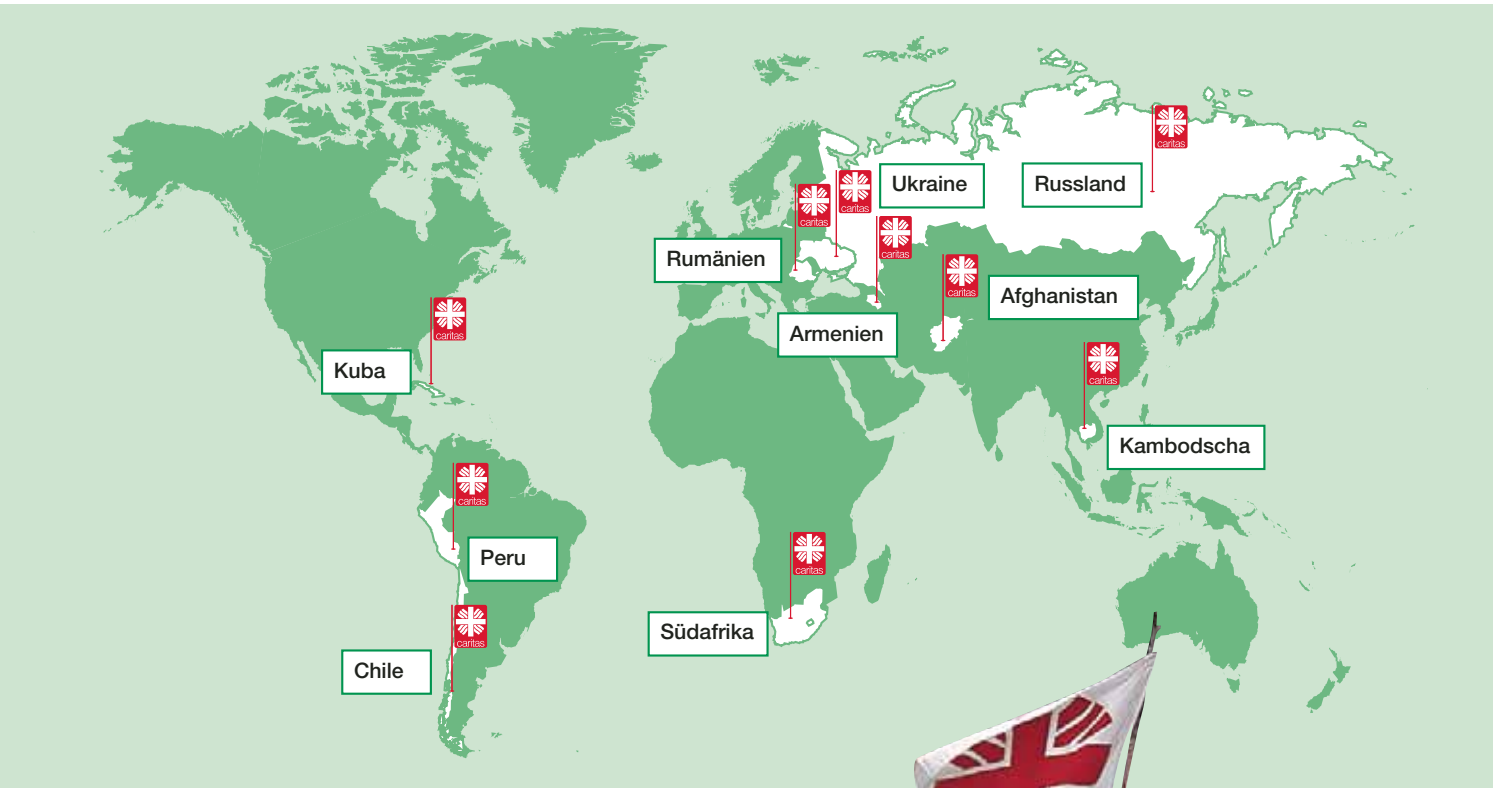 caritas
Ukraine
Russland
caritas
caritas
caritas
Rumänien
caritas
caritas
Afghanistan
Armenien
caritas
Kuba
caritas
Kambodscha
caritas
Peru
caritas
Südafrika
caritas
Chile